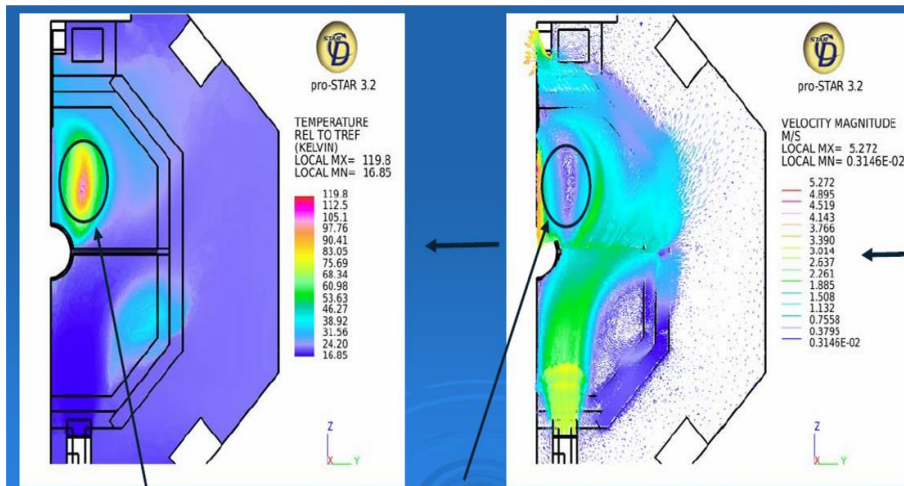 STAR
CD
pro-STAR 3.2
TEMPERATURE
REL TO TREF
(KELVIN)
LOCAL MX= 119.8
LOCAL MN= 16.85
119.8
112.5
105.1
97.76
90.41
83.05
75.69
68.34
60.98
53.63
46.27
38.92
31.56
24.20
16.85
Z
X
Y
STAR
CD
pro-STAR 3.2
VELOCITY MAGNITUDE
M/S
LOCAL MX= 5.272
LOCAL MN= 0.3146E-02
5.272
4.895
4.519
4.143
3.766
3.390
3.014
2.637
2.261
1.885
1.508
1.132
0.7558
0.3795
0.3146E-02
Z
X
Y